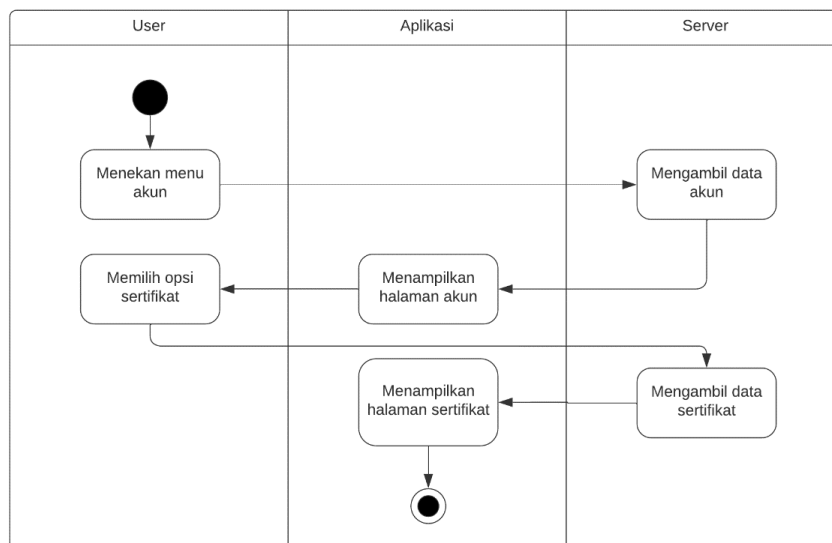 User
Aplikasi
Server
Menekan menu
akun
Mengambil data
akun
Memilih opsi
sertifikat
Menampilkan
halaman akun
Menampilkan
halaman sertifikat
Mengambil data
sertifikat